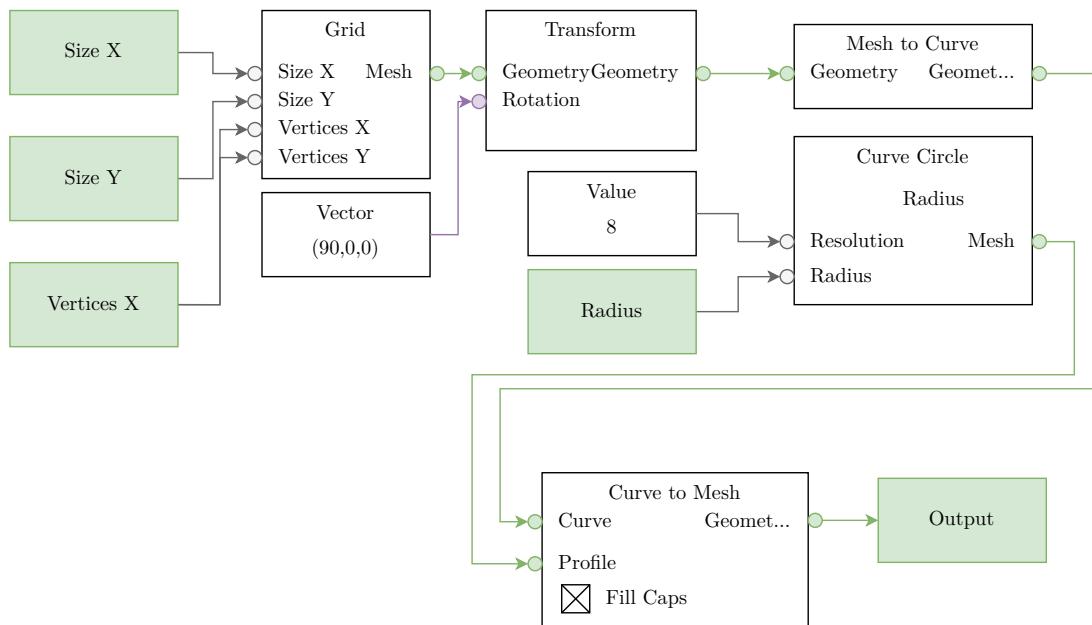 Size X
Size Y
Vertices X
Grid
Size X Mesh
Size Y
Vertices X
Vertices Y
Vector
(90,0,0)
Transform
GeometryGeometry
Rotation
Mesh to Curve
Geometry Geomet...
Value
8
Radius
Curve Circle
Radius
Resolution Mesh
Radius
Curve to Mesh
Curve Geomet...
Profile
Fill Caps
Output